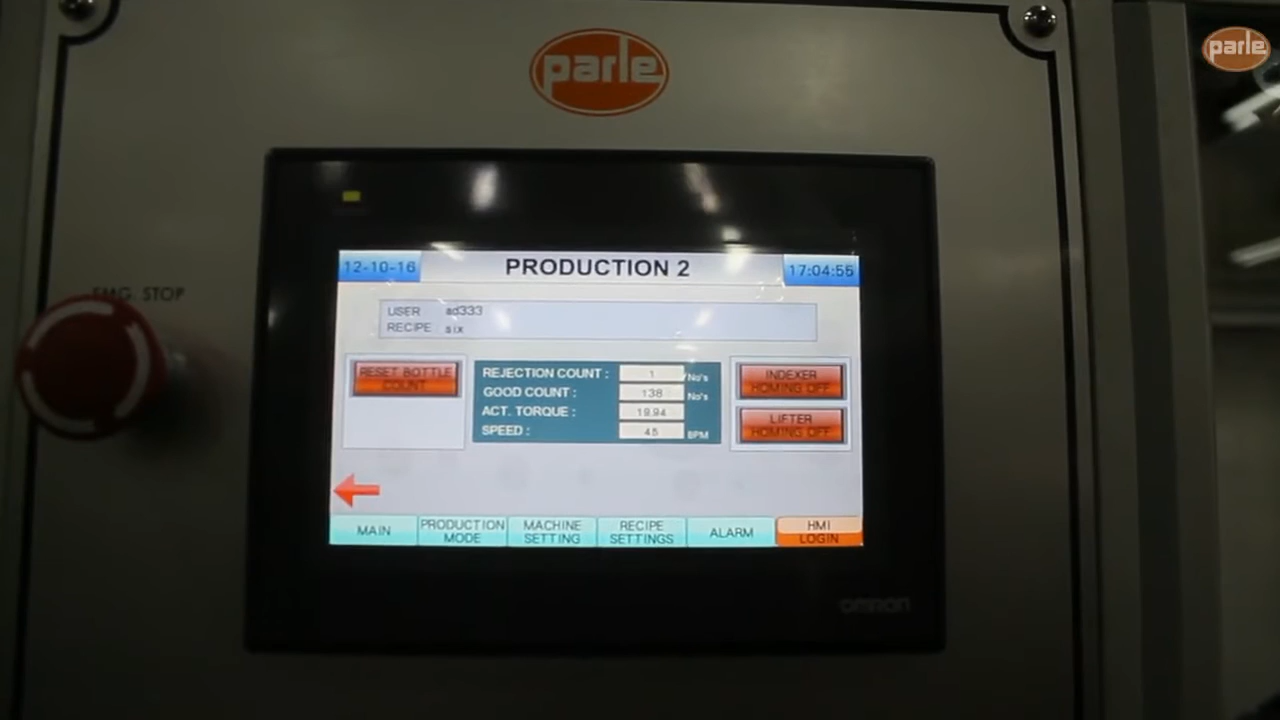 parle
parle
EMG. STOP
12-10-16
PRODUCTION 2
17:04:55
USER ad333
RECIPE six
RESET BOTTLE
COUNT
REJECTION COUNT : 1 No's
GOOD COUNT : 138 No's
ACT. TORQUE : 19.94
SPEED : 45 BPM
INDEXER
HOMING OFF
LIFTER
HOMING OFF
MAIN
PRODUCTION
MODE
MACHINE
SETTING
RECIPE
SETTINGS
ALARM
HMI
LOGIN
OMRON